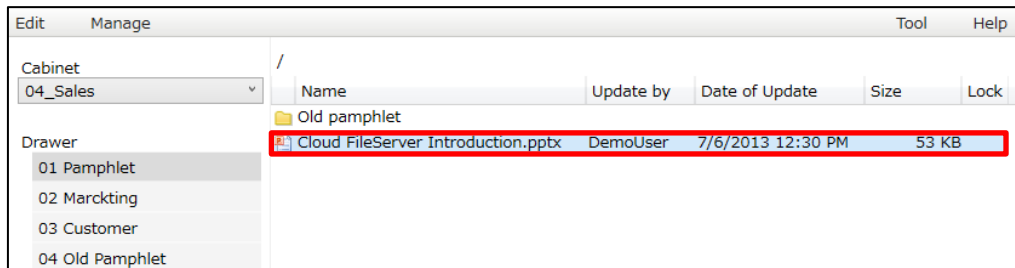 Edit Manage Tool Help
Cabinet
04_Sales
Drawer
01 Pamphlet
02 Marckting
03 Customer
04 Old Pamphlet
/
Name Update by Date of Update Size Lock
Old pamphlet
Cloud FileServer Introduction.pptx DemoUser 7/6/2013 12:30 PM 53 KB